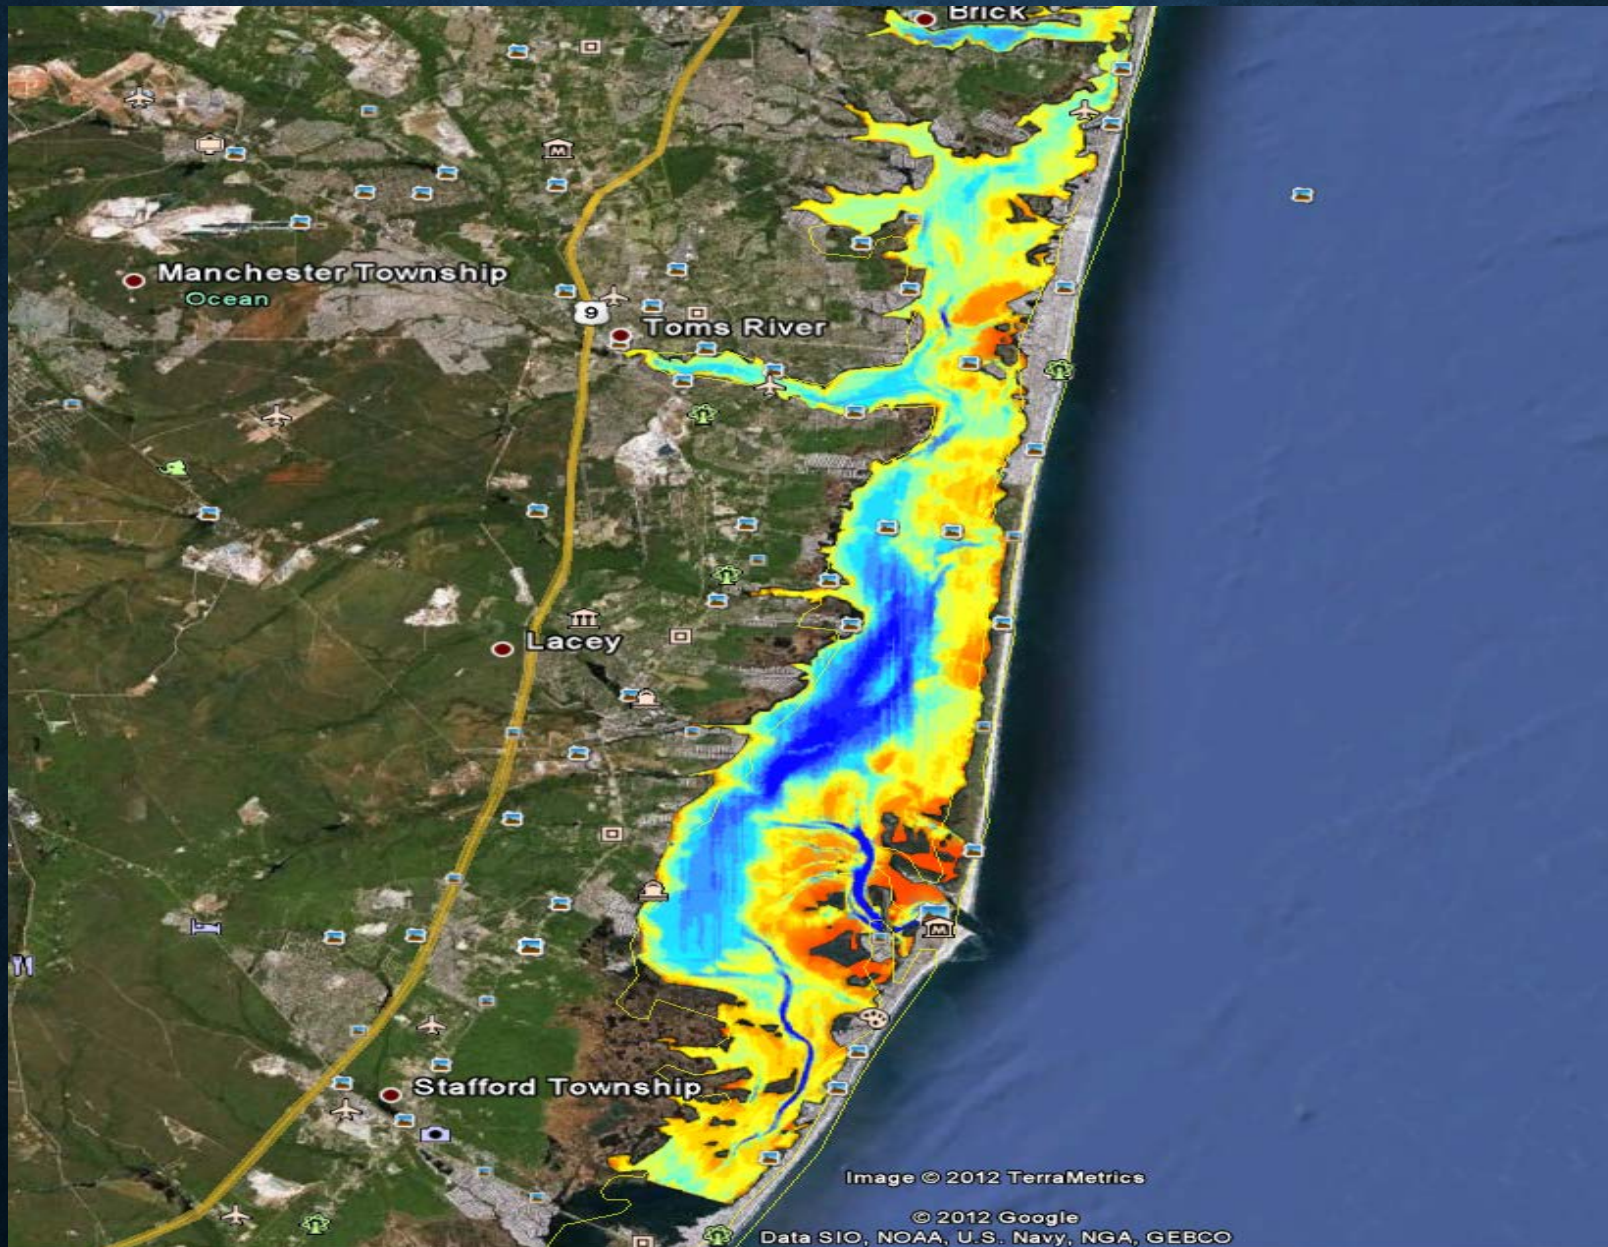 Brick
Manchester Township
Ocean
9
Toms River
Lacey
Stafford Township
Image © 2012 TerraMetrics
© 2012 Google
Data SIO, NOAA, U.S. Navy, NGA, GEBCO